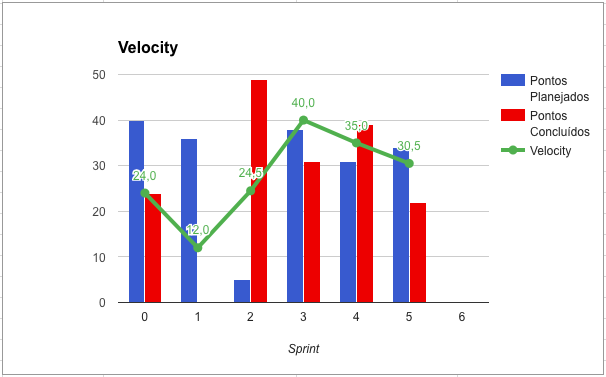 Velocity
50
40
30
20
10
0
24,0
12,0
24,5
40,0
35,0
30,5
0 1 2 3 4 5 6
Sprint
Pontos
Planejados
Pontos
Concluídos
Velocity